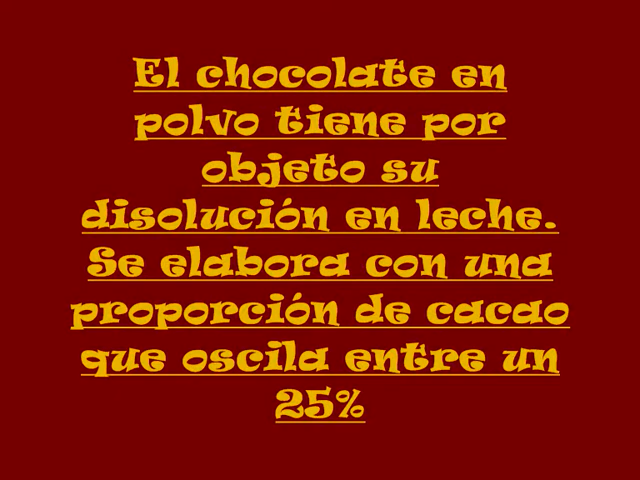 El chocolate en
polvo tiene por
objeto su
disolución en leche.
Se elabora con una
proporción de cacao
que oscila entre un
25%